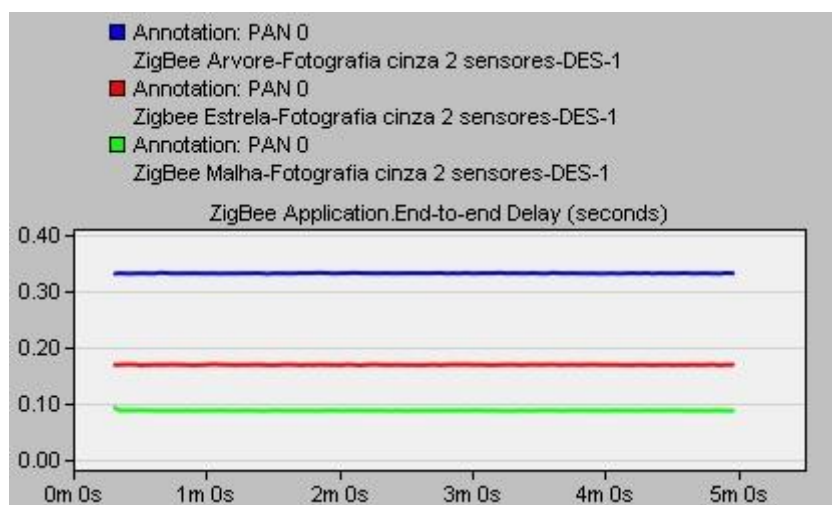 Annotation: PAN 0
ZigBee Arvore-Fotografia cinza 2 sensores-DES-1
Annotation: PAN 0
Zigbee Estrela-Fotografia cinza 2 sensores-DES-1
Annotation: PAN 0
ZigBee Malha-Fotografia cinza 2 sensores-DES-1
ZigBee Application.End-to-end Delay (seconds)
0.40
0.30
0.20
0.10
0.00
0m 0s 1m 0s 2m 0s 3m 0s 4m 0s 5m 0s